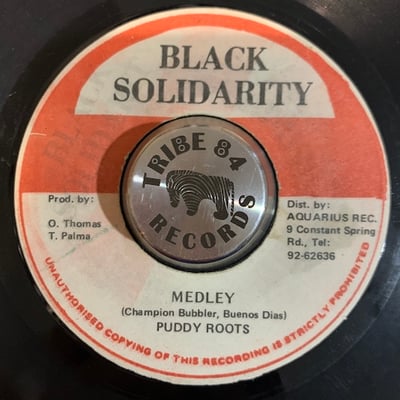 BLACK
SOLIDARITY
TRIBE 84
RECORDS
Prod. by:
O. Thomas
T. Palma
Dist. by:
AQUARIUS REC.
9 Constant Spring
Rd., Tel:
92-62636
MEDLEY
(Champion Bubbler, Buenos Dias)
PUDDY ROOTS
UNAUTHORISED COPYING OF THIS RECORDING IS STRICTLY PROHIBITED